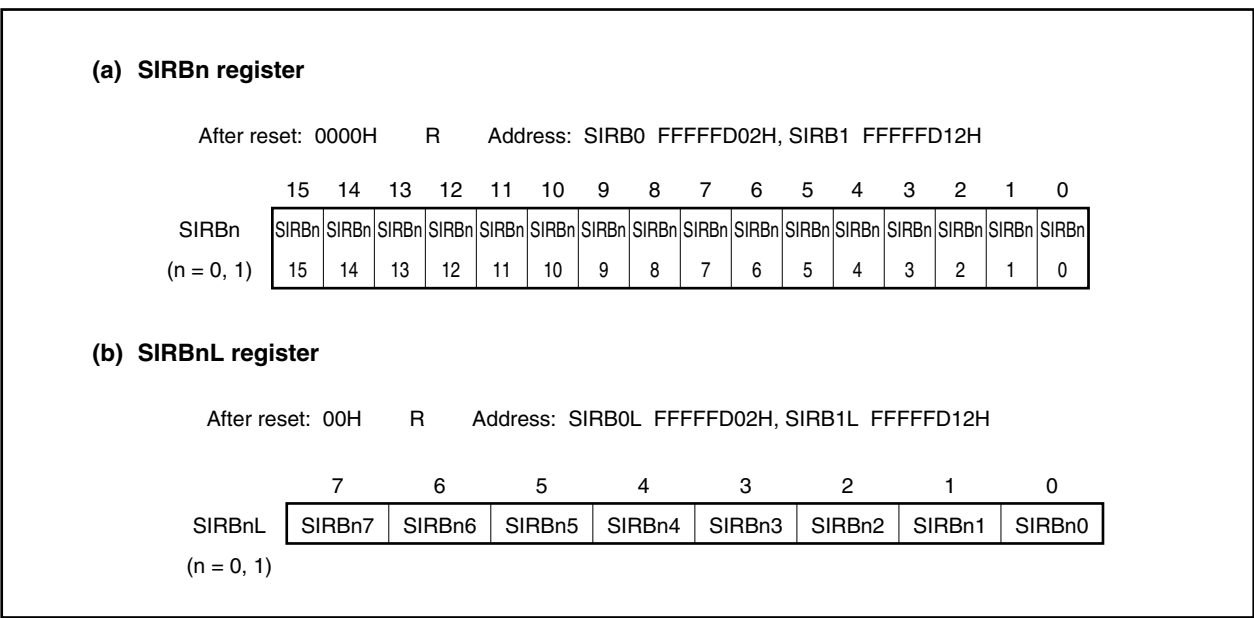 (a) SIRBn register
After reset: 0000H R Address: SIRB0 FFFFFD02H, SIRB1 FFFFFD12H
15 14 13 12 11 10 9 8 7 6 5 4 3 2 1 0
SIRBn SIRBn SIRBn SIRBn SIRBn SIRBn SIRBn SIRBn SIRBn SIRBn SIRBn SIRBn SIRBn SIRBn SIRBn SIRBn SIRBn
(n = 0, 1) 15 14 13 12 11 10 9 8 7 6 5 4 3 2 1 0
(b) SIRBnL register
After reset: 00H R Address: SIRB0L FFFFFD02H, SIRB1L FFFFFD12H
7 6 5 4 3 2 1 0
SIRBnL SIRBn7 SIRBn6 SIRBn5 SIRBn4 SIRBn3 SIRBn2 SIRBn1 SIRBn0
(n = 0, 1)